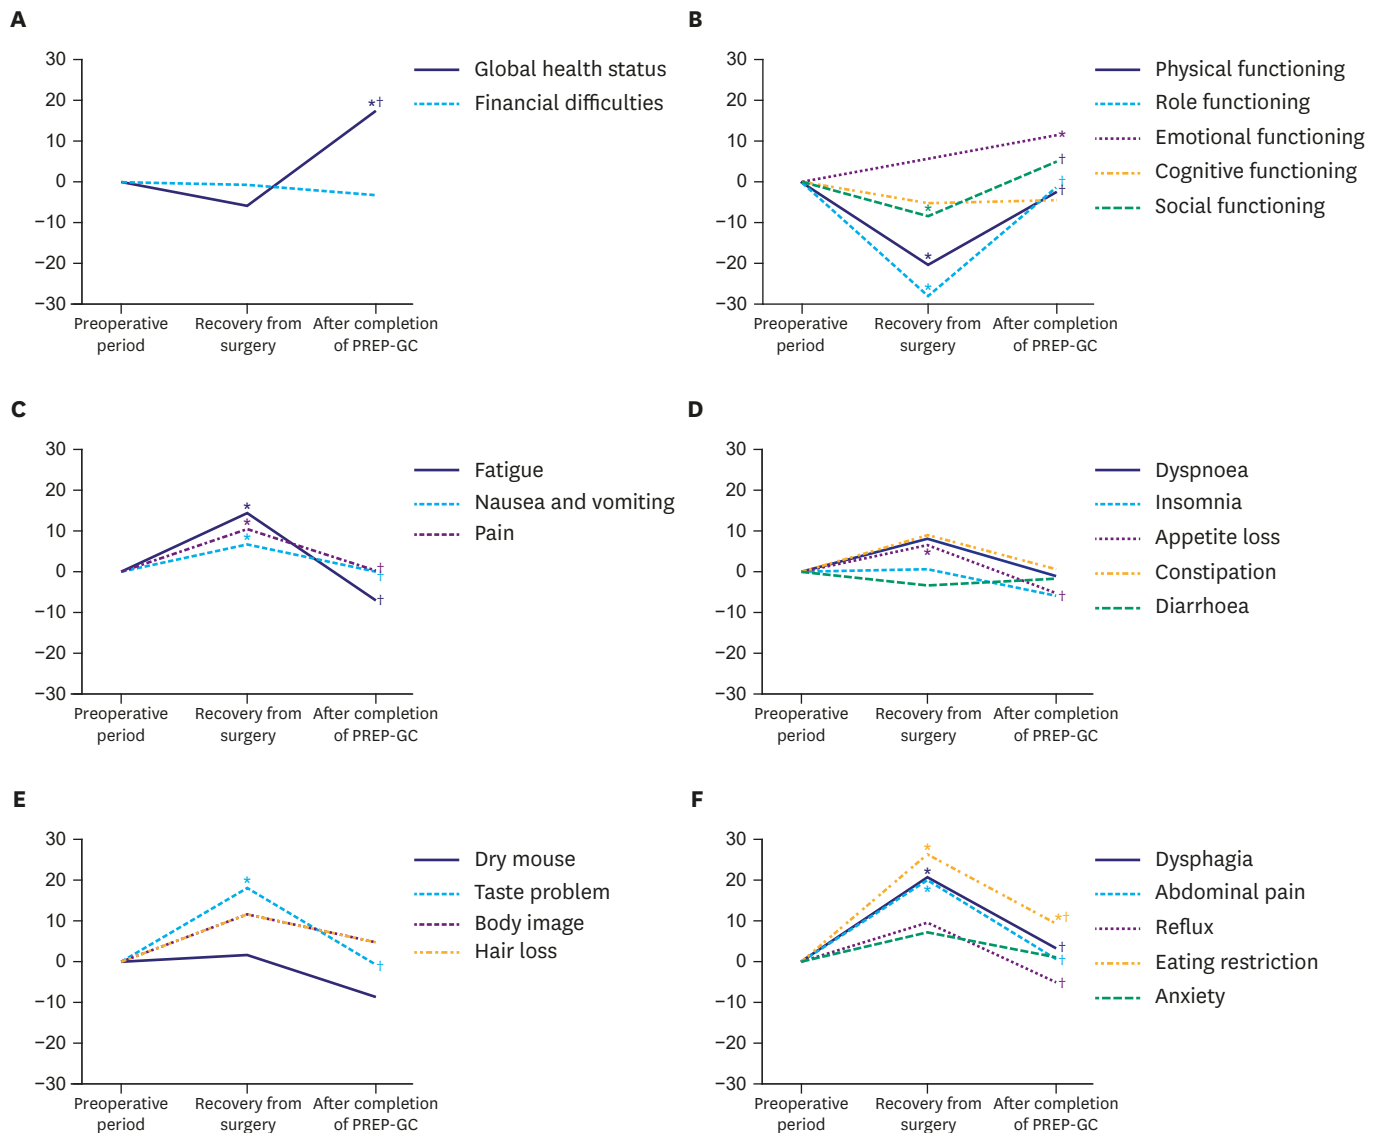 A
30
20
10
0
−10
−20
−30
Preoperative
period
Recovery from
surgery
After completion
of PREP-GC
*†
Global health status
Financial difficulties
B
30
20
10
0
−10
−20
−30
Preoperative
period
Recovery from
surgery
After completion
of PREP-GC
*
*
*
*
†
†
†
Physical functioning
Role functioning
Emotional functioning
Cognitive functioning
Social functioning
C
30
20
10
0
−10
−20
−30
Preoperative
period
Recovery from
surgery
After completion
of PREP-GC
*
*
*
†
†
†
Fatigue
Nausea and vomiting
Pain
D
30
20
10
0
−10
−20
−30
Preoperative
period
Recovery from
surgery
After completion
of PREP-GC
*
†
Dyspnoea
Insomnia
Appetite loss
Constipation
Diarrhoea
E
30
20
10
0
−10
−20
−30
Preoperative
period
Recovery from
surgery
After completion
of PREP-GC
*
†
Dry mouse
Taste problem
Body image
Hair loss
F
30
20
10
0
−10
−20
−30
Preoperative
period
Recovery from
surgery
After completion
of PREP-GC
*
*
*
*†
†
†
†
Dysphagia
Abdominal pain
Reflux
Eating restriction
Anxiety